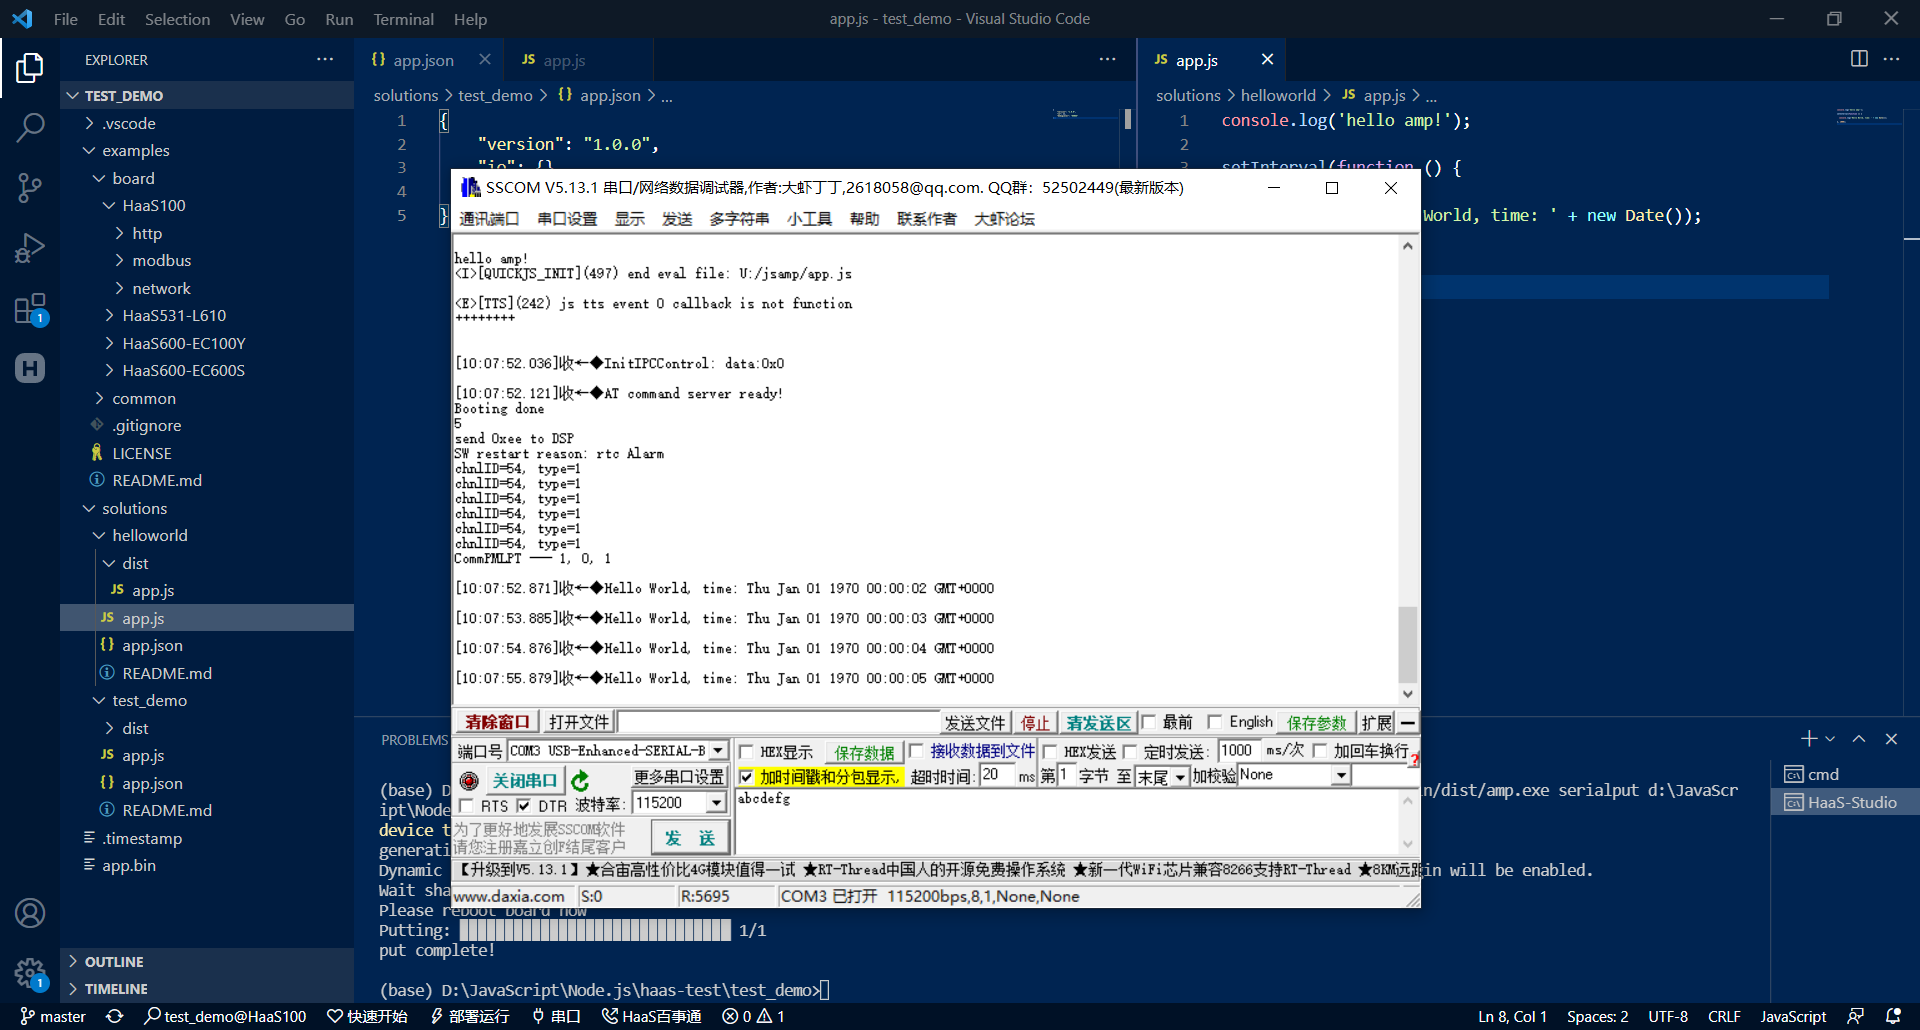 File Edit Selection View Go Run Terminal Help
app.js - test_demo - Visual Studio Code
EXPLORER
TEST_DEMO
.vscode
examples
board
HaaS100
http
modbus
network
HaaS531-L610
HaaS600-EC100Y
HaaS600-EC600S
common
.gitignore
LICENSE
README.md
solutions
helloworld
dist
JS app.js
JS app.js
{} app.json
README.md
test_demo
dist
JS app.js
{} app.json
README.md
.timestamp
app.bin
OUTLINE
TIMELINE
{} app.json
JS app.js
solutions > test_demo > {} app.json > ...
1 {
2 "version": "1.0.0",
3 "io": {}
4
5 }
JS app.js
solutions > helloworld > JS app.js > ...
1 console.log('hello amp!');
2
3 setInterval(function () {
World, time: ' + new Date());
SSCOM V5.13.1 串口/网络数据调试器,作者:大虾丁丁,2618058@qq.com. QQ群: 52502449(最新版本)
通讯端口 串口设置 显示 发送 多字符串 小工具 帮助 联系作者 大虾论坛
hello amp!
<I>[QUICKJS_INIT](497) end eval file: U:/jsamp/app.js
<E>[TTS](242) js tts event 0 callback is not function
++++++++
[10:07:52.036]收←◆InitIPCControl: data:0x0
[10:07:52.121]收←◆AT command server ready!
Booting done
5
send 0xee to DSP
SW restart reason: rtc Alarm
chnlID=54, type=1
chnlID=54, type=1
chnlID=54, type=1
chnlID=54, type=1
chnlID=54, type=1
chnlID=54, type=1
CommPMLPT --- 1, 0, 1
[10:07:52.871]收←◆Hello World, time: Thu Jan 01 1970 00:00:02 GMT+0000
[10:07:53.885]收←◆Hello World, time: Thu Jan 01 1970 00:00:03 GMT+0000
[10:07:54.876]收←◆Hello World, time: Thu Jan 01 1970 00:00:04 GMT+0000
[10:07:55.879]收←◆Hello World, time: Thu Jan 01 1970 00:00:05 GMT+0000
清除窗口 打开文件 发送文件 停止 清发送区 最前 English 保存参数 扩展 —
端口号 COM3 USB-Enhanced-SERIAL-B HEX显示 保存数据 接收数据到文件 HEX发送 定时发送: 1000 ms/次 加回车换行
关闭串口 更多串口设置 加时间戳和分包显示, 超时时间: 20 ms 第 1 字节 至 末尾 加校验 None
RTS DTR 波特率: 115200
abcdefg
为了更好地发展SSCOM软件
请您注册嘉立创F结尾客户
发 送
【升级到V5.13.1】★合宙高性价比4G模块值得一试 ★RT-Thread中国人的开源免费操作系统 ★新一代WiFi芯片兼容8266支持RT-Thread ★8KM远距
www.daxia.com S:0 R:5695 COM3 已打开 115200bps,8,1,None,None
PROBLEMS
(base) D
n/dist/amp.exe serialput d:\JavaScr
ipt\Node
device t
generati
Dynamic
in will be enabled.
Wait sha
Please reboot board now
Putting: 1/1
put complete!
(base) D:\JavaScript\Node.js\haas-test\test_demo>
cmd
HaaS-Studio
master test_demo@HaaS100 快速开始 部署运行 串口 HaaS百事通 0 1
Ln 8, Col 1 Spaces: 2 UTF-8 CRLF JavaScript